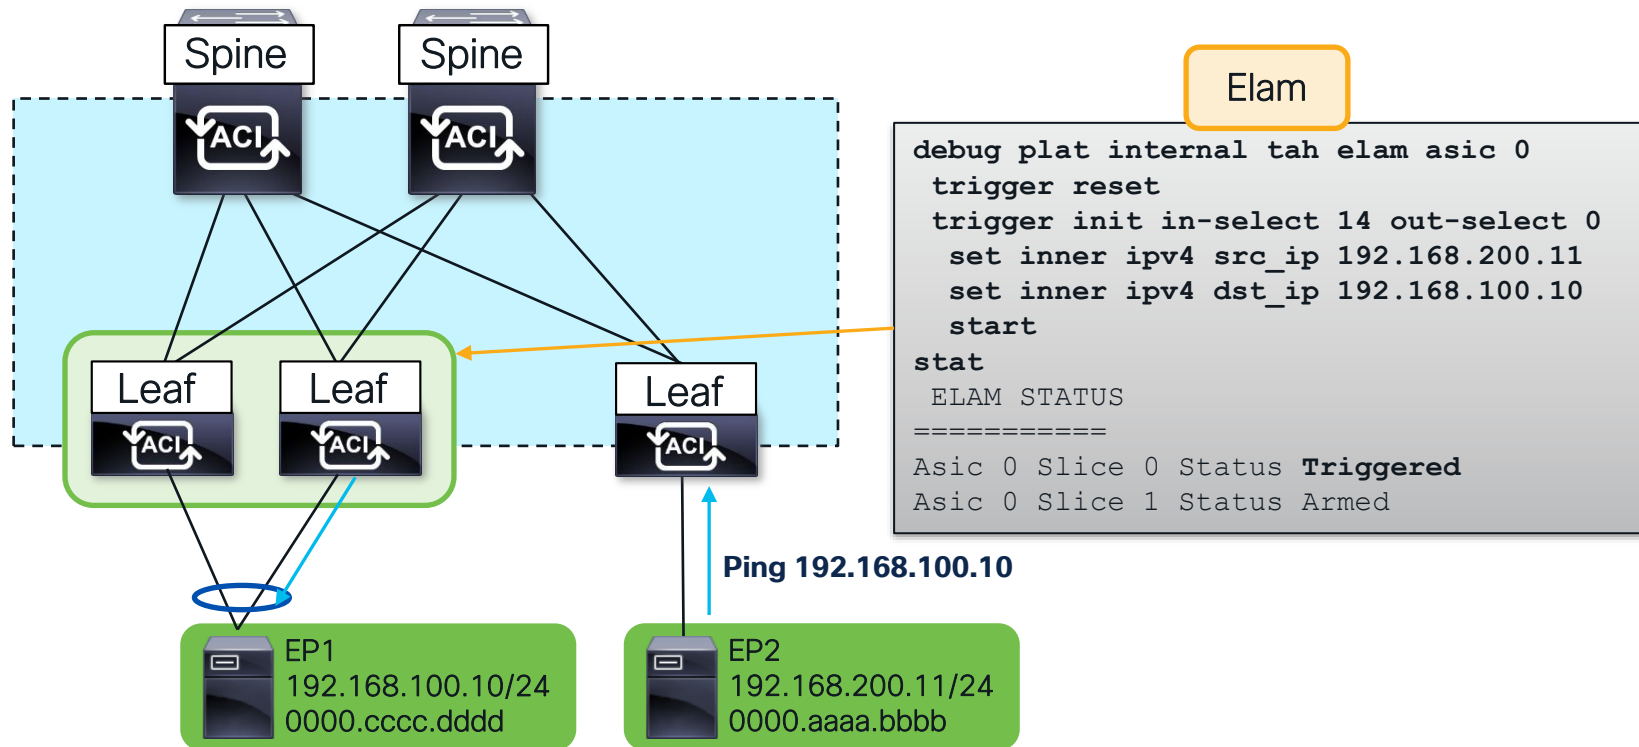 Spine
Spine
ACI
ACI
Leaf
Leaf
Leaf
ACI
ACI
ACI
Ping 192.168.100.10
EP1
192.168.100.10/24
0000.cccc.dddd
EP2
192.168.200.11/24
0000.aaaa.bbbb
Elam
debug plat internal tah elam asic 0
trigger reset
trigger init in-select 14 out-select 0
set inner ipv4 src_ip 192.168.200.11
set inner ipv4 dst_ip 192.168.100.10
start
stat
ELAM STATUS
===========
Asic 0 Slice 0 Status Triggered
Asic 0 Slice 1 Status Armed